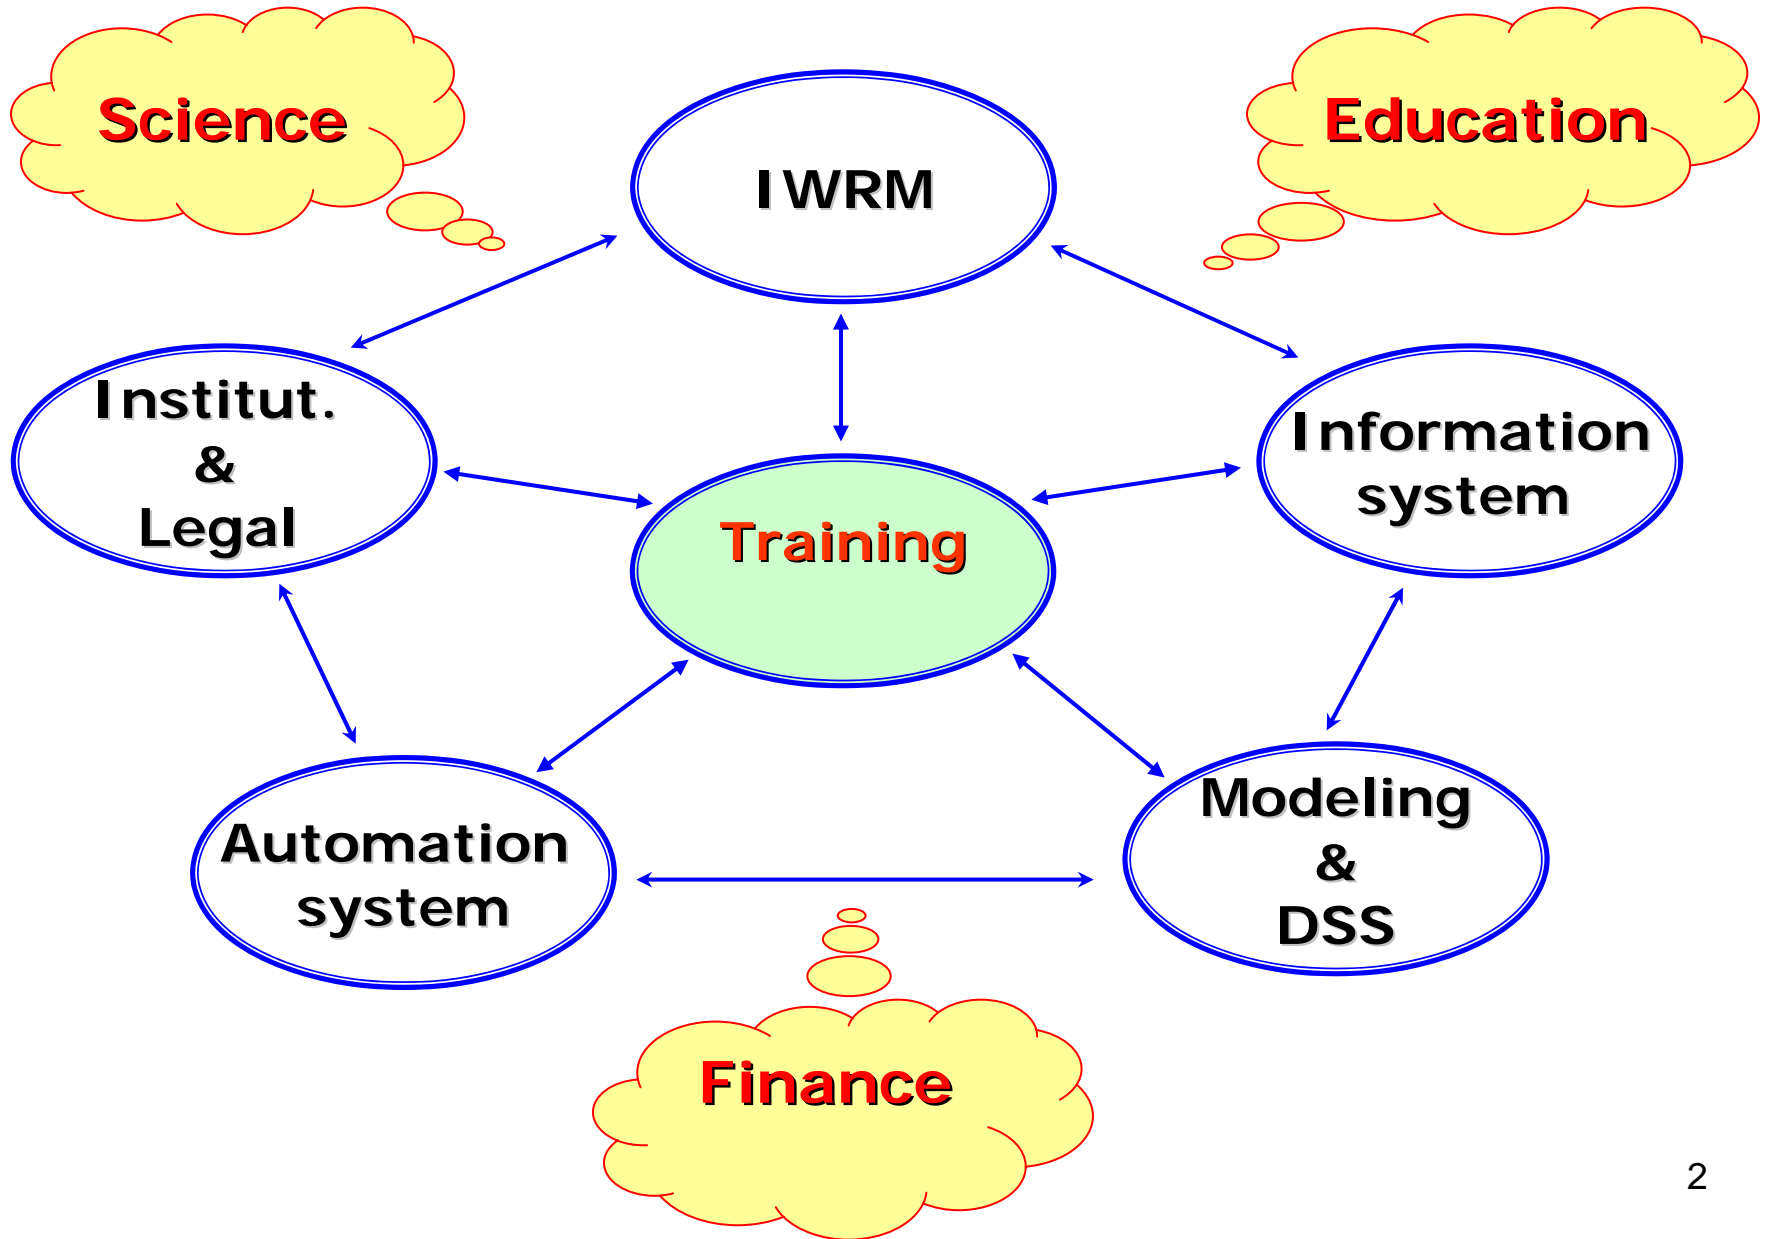 Science
Education
IWRM
Institut.
&
Legal
Information
system
Training
Automation
system
Modeling
&
DSS
Finance
2